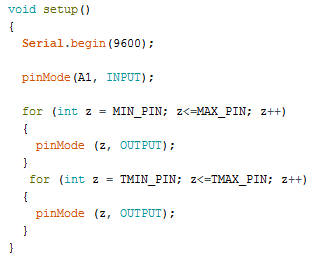 void setup()
{
  Serial.begin(9600);

  pinMode(A1, INPUT);

  for (int z = MIN_PIN; z<=MAX_PIN; z++)
  {
    pinMode (z, OUTPUT);
  }
   for (int z = TMIN_PIN; z<=TMAX_PIN; z++)
  {
    pinMode (z, OUTPUT);
  }
}